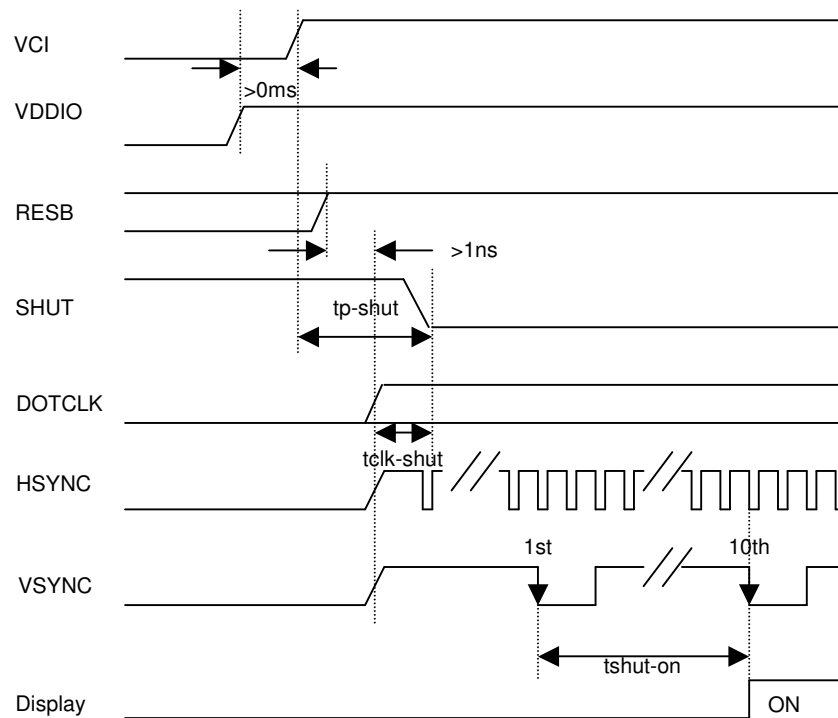 VCI
>0ms
VDDIO
RESB
>1ns
SHUT
tp-shut
DOTCLK
tclk-shut
HSYNC
1st
10th
VSYNC
tshut-on
Display
ON